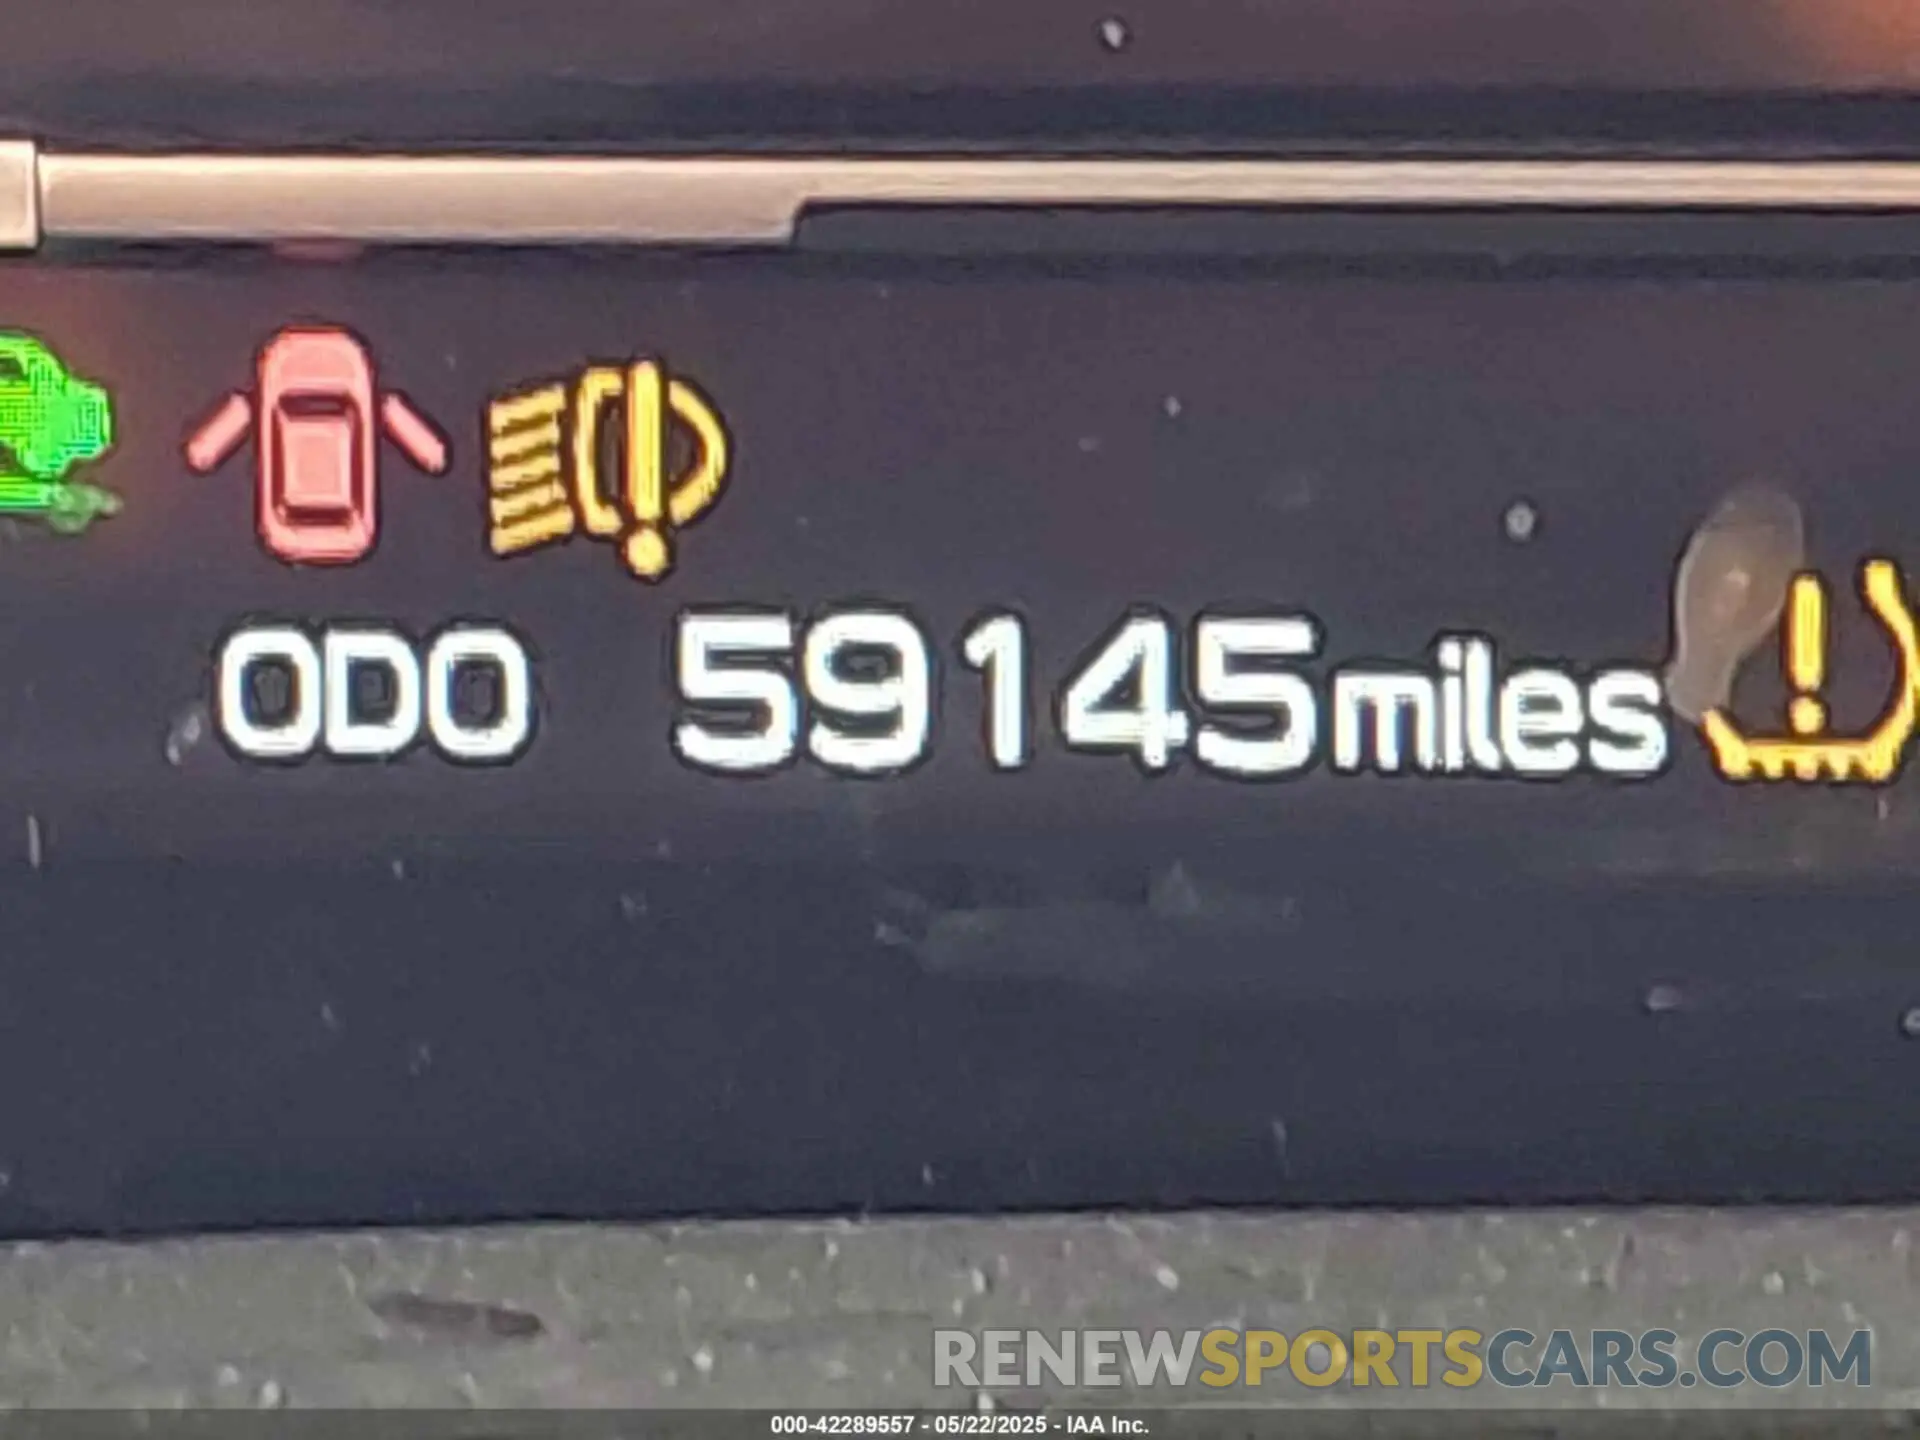 ODO 59145miles
RENEWSPORTSCARS.COM
000-42289557 - 05/22/2025 - IAA Inc.